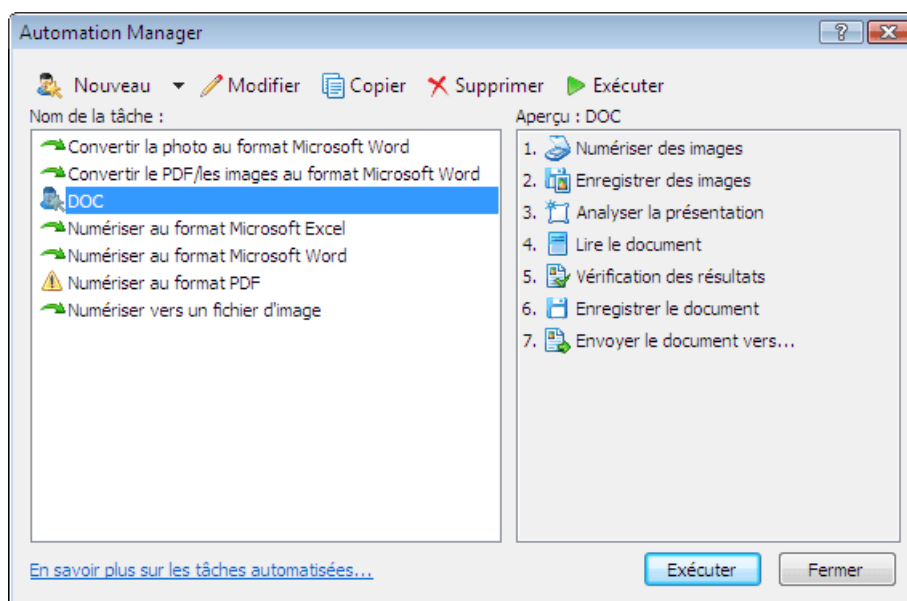 Automation Manager
Nouveau Modifier Copier Supprimer Exécuter
Nom de la tâche :
Convertir la photo au format Microsoft Word
Convertir le PDF/les images au format Microsoft Word
DOC
Numériser au format Microsoft Excel
Numériser au format Microsoft Word
Numériser au format PDF
Numériser vers un fichier d'image
Aperçu : DOC
1. Numériser des images
2. Enregistrer des images
3. Analyser la présentation
4. Lire le document
5. Vérification des résultats
6. Enregistrer le document
7. Envoyer le document vers...
En savoir plus sur les tâches automatisées...
Exécuter Fermer